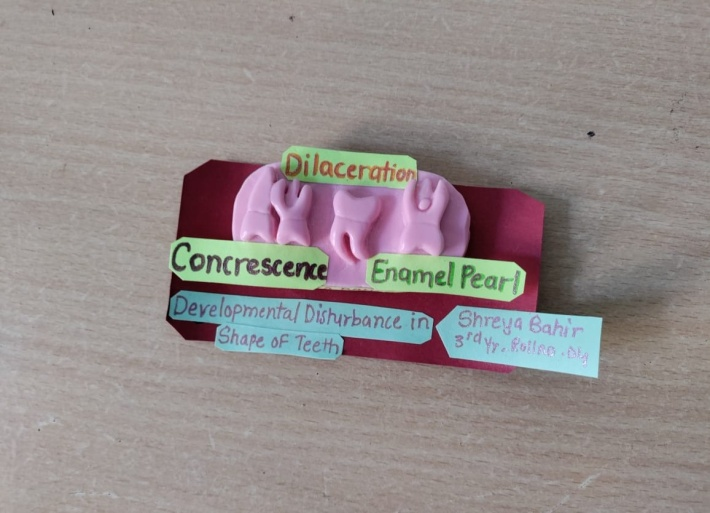 Dilaceration
Concrescence
Enamel Pearl
Developmental Disturbance in
Shape of Teeth
Shreya Bahir
3rd Yr.